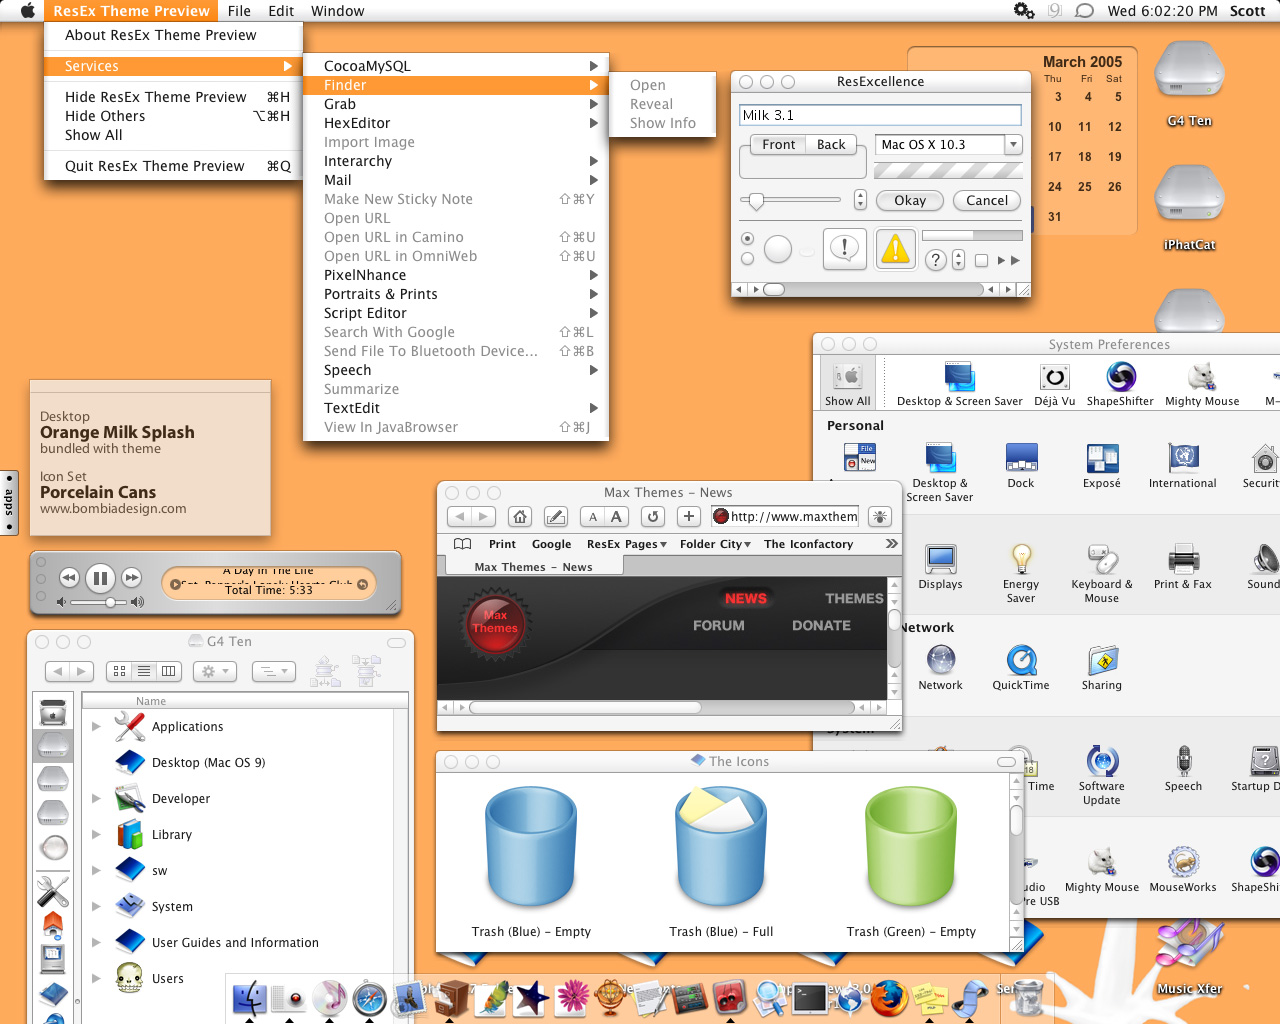 ResEx Theme Preview File Edit Window
Wed 6:02:20 PM Scott
About ResEx Theme Preview
Services
Hide ResEx Theme Preview ⌘H
Hide Others ⌥⌘H
Show All
Quit ResEx Theme Preview ⌘Q
CocoaMySQL
Finder
Grab
HexEditor
Import Image
Interarchy
Mail
Make New Sticky Note ⇧⌘Y
Open URL
Open URL in Camino ⇧⌘U
Open URL in OmniWeb ⇧⌘U
PixelNhance
Portraits & Prints
Script Editor
Search With Google ⇧⌘L
Send File To Bluetooth Device... ⇧⌘B
Speech
Summarize
TextEdit
View In JavaBrowser ⇧⌘J
Open
Reveal
Show Info
ResExcellence
Milk 3.1
Front Back
Mac OS X 10.3
Okay Cancel
March 2005
Thu Fri Sat
3 4 5
10 11 12
17 18 19
24 25 26
31
G4 Ten
iPhatCat
System Preferences
Show All
Desktop & Screen Saver
Déjà Vu
ShapeShifter
Mighty Mouse
Personal
Desktop &
Screen Saver
Dock
Exposé
International
Displays
Energy
Saver
Keyboard &
Mouse
Print & Fax
Network
Network
QuickTime
Sharing
Time
Software
Update
Speech
Mighty Mouse
MouseWorks
Desktop
Orange Milk Splash
bundled with theme
Icon Set
Porcelain Cans
www.bombiadesign.com
apps
A Day In The Life
Total Time: 5:33
Max Themes – News
A A
http://www.maxthem
Print Google ResEx Pages Folder City The Iconfactory
Max Themes – News
Max
Themes
NEWS THEMES
FORUM DONATE
G4 Ten
Name
Applications
Desktop (Mac OS 9)
Developer
Library
sw
System
User Guides and Information
Users
The Icons
Trash (Blue) – Empty
Trash (Blue) – Full
Trash (Green) – Empty
Music Xfer